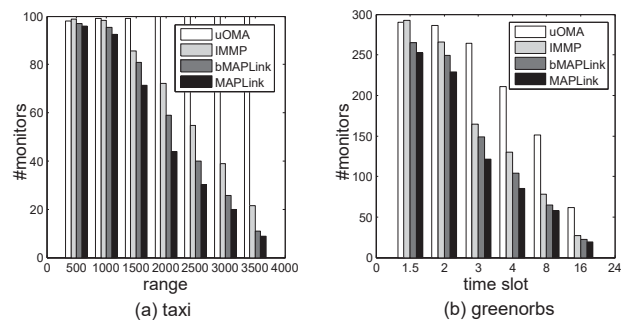 100
80
60
40
20
0
#monitors
uOMA
IMMP
bMAPLink
MAPLink
0 500 1000 1500 2000 2500 3000 3500 4000
range
(a) taxi
300
250
200
150
100
50
0
#monitors
uOMA
IMMP
bMAPLink
MAPLink
0 1.5 2 3 4 8 16 24
time slot
(b) greenorbs